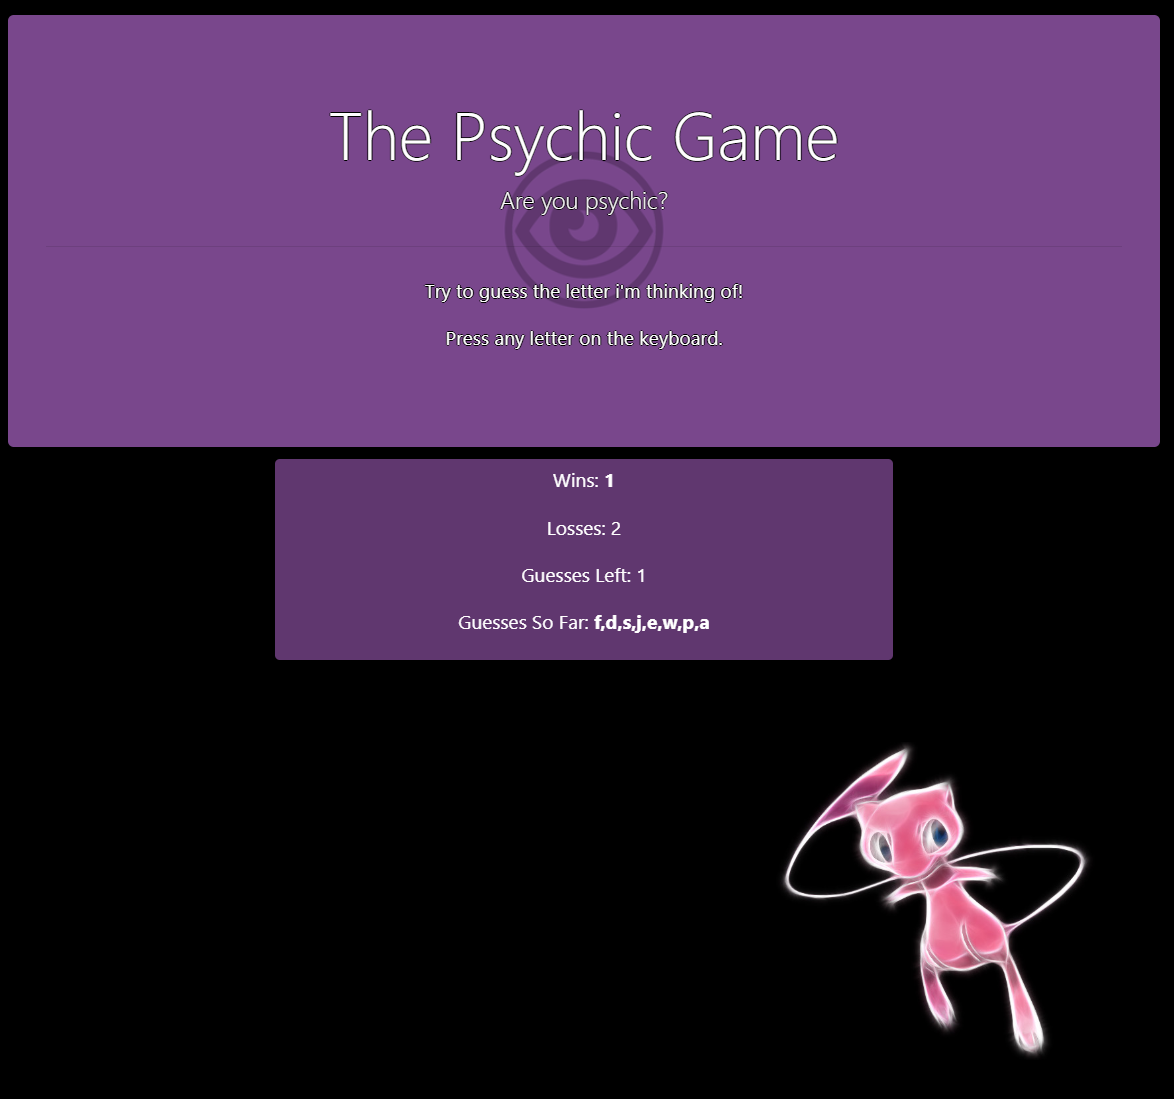 The Psychic Game
Are you psychic?
Try to guess the letter i'm thinking of!
Press any letter on the keyboard.
Wins: 1
Losses: 2
Guesses Left: 1
Guesses So Far: f,d,s,j,e,w,p,a